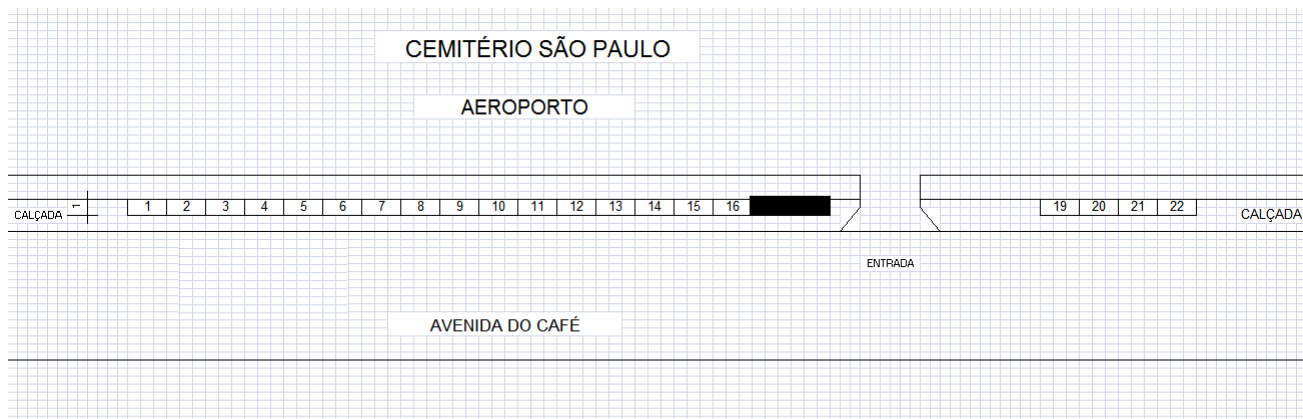 CEMITÉRIO SÃO PAULO
AEROPORTO
CALÇADA 1 1 2 3 4 5 6 7 8 9 10 11 12 13 14 15 16 19 20 21 22 CALÇADA
ENTRADA
AVENIDA DO CAFÉ